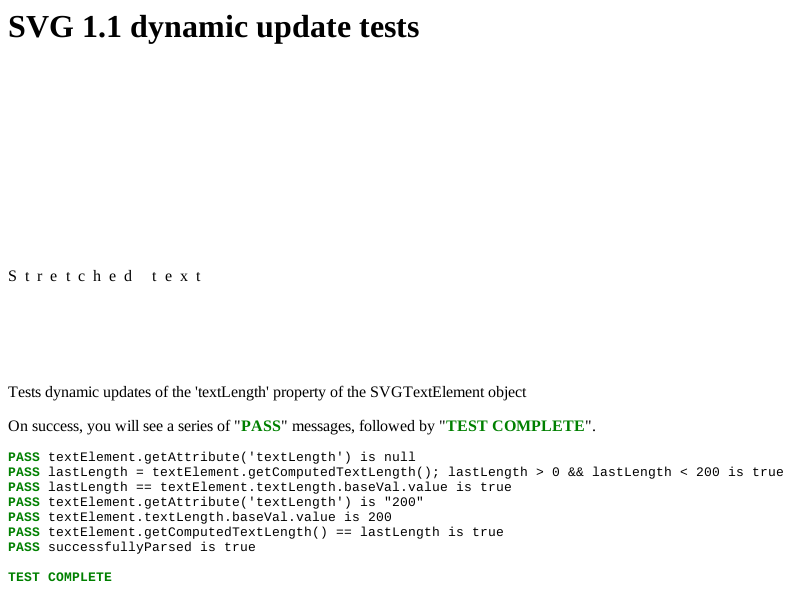 SVG 1.1 dynamic update tests
Stretched text
Tests dynamic updates of the 'textLength' property of the SVGTextElement object
On success, you will see a series of "PASS" messages, followed by "TEST COMPLETE".
PASS textElement.getAttribute('textLength') is null
PASS lastLength = textElement.getComputedTextLength(); lastLength > 0 && lastLength < 200 is true
PASS lastLength == textElement.textLength.baseVal.value is true
PASS textElement.getAttribute('textLength') is "200"
PASS textElement.textLength.baseVal.value is 200
PASS textElement.getComputedTextLength() == lastLength is true
PASS successfullyParsed is true
TEST COMPLETE